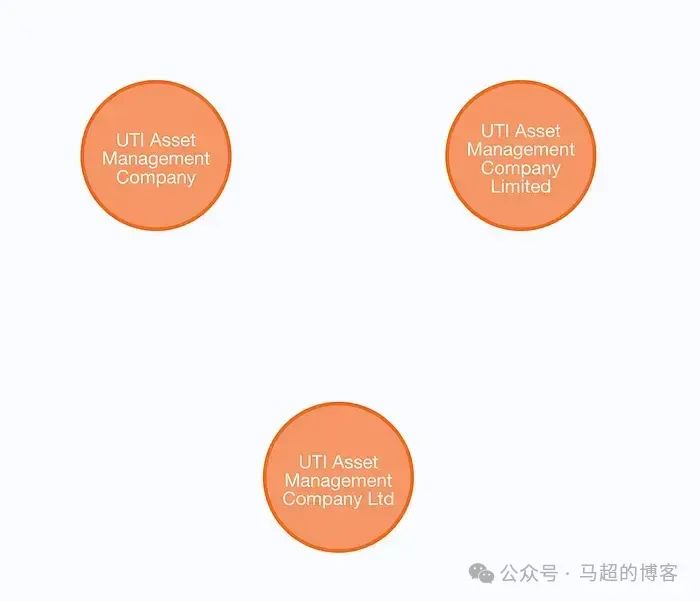 UTI Asset
Management
Company
UTI Asset
Management
Company
Limited
UTI Asset
Management
Company Ltd
公众号 · 马超的博客